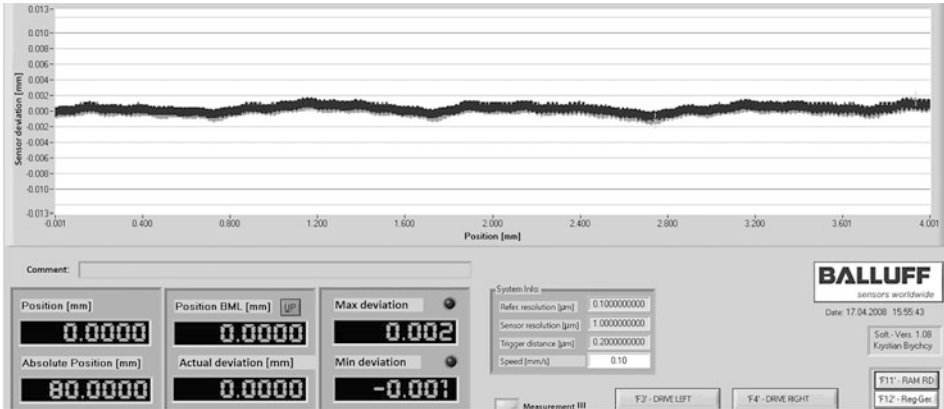 0.013
0.010
0.008
0.006
0.004
0.002
0.000
-0.002
-0.004
-0.006
-0.008
-0.010
-0.013
Sensor deviation [mm]
-0.001 0.400 0.800 1.200 1.600 2.000 2.400 2.800 3.200 3.601 4.001
Position [mm]
Comment:
Position [mm]
0.0000
Absolute Position [mm]
80.0000
Position BML [mm] UP
0.0000
Actual deviation [mm]
0.0000
Max deviation
0.002
Min deviation
-0.001
System Info:
Refer. resolution [µm] 0.1000000000
Sensor resolution [µm] 1.0000000000
Trigger distance [µm] 0.2000000000
Speed [mm/s] 0.10
Measurement !!!
'F3' - DRIVE LEFT
'F4' - DRIVE RIGHT
BALLUFF
sensors worldwide
Date: 17.04.2008 15:55:43
Soft.- Vers. 1.08
Krystian Brychcy
'F11' - RAM RD
'F12' - Reg-Ger.